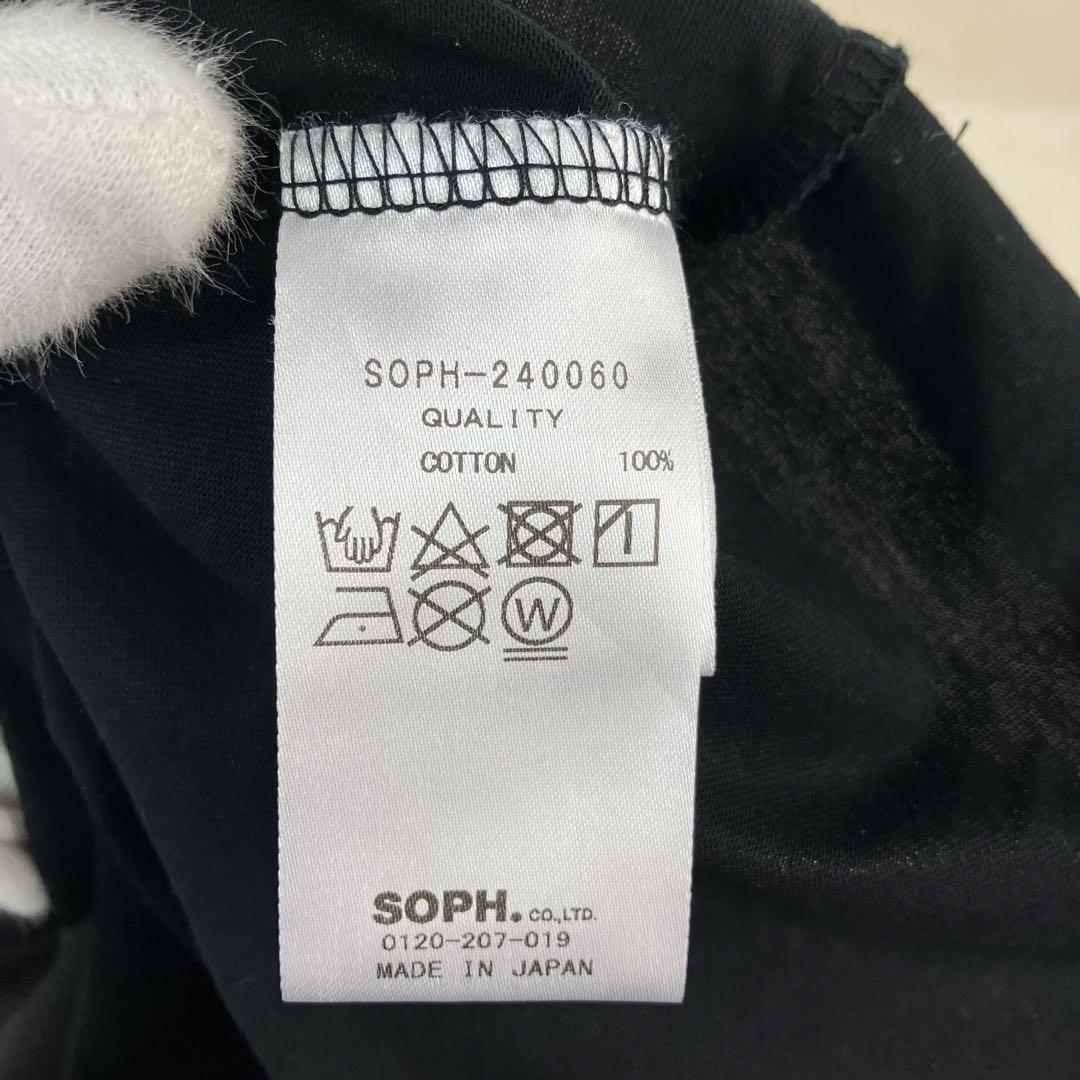 SOPH-240060
QUALITY
COTTON 100%
W
SOPH. CO.,LTD.
0120-207-019
MADE IN JAPAN